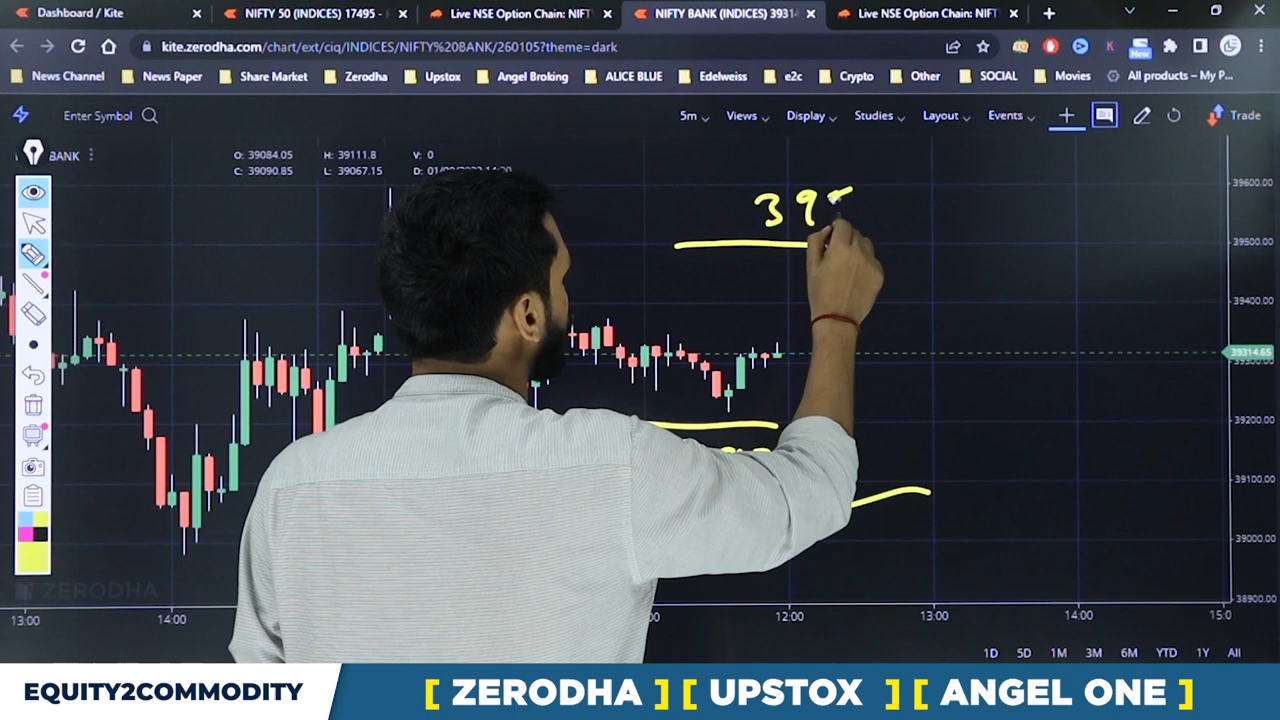 Dashboard / Kite
NIFTY 50 (INDICES) 17495 -
Live NSE Option Chain: NIFT
NIFTY BANK (INDICES) 3931
Live NSE Option Chain: NIFT
kite.zerodha.com/chart/ext/ciq/INDICES/NIFTY%20BANK/260105?theme=dark
News Channel
News Paper
Share Market
Zerodha
Upstox
Angel Broking
ALICE BLUE
Edelweiss
e2c
Crypto
Other
SOCIAL
Movies
All products – My P...
New
Enter Symbol
5m
Views
Display
Studies
Layout
Events
Trade
BANK
O: 39084.05
H: 39111.8
V: 0
C: 39090.85
L: 39067.15
39
39600.00
39500.00
39400.00
39314.65
39200.00
39100.00
39000.00
38900.00
ZERODHA
13:00
14:00
12:00
13:00
14:00
15:0
1D
5D
1M
3M
6M
YTD
1Y
All
EQUITY2COMMODITY
[ ZERODHA ] [ UPSTOX ] [ ANGEL ONE ]